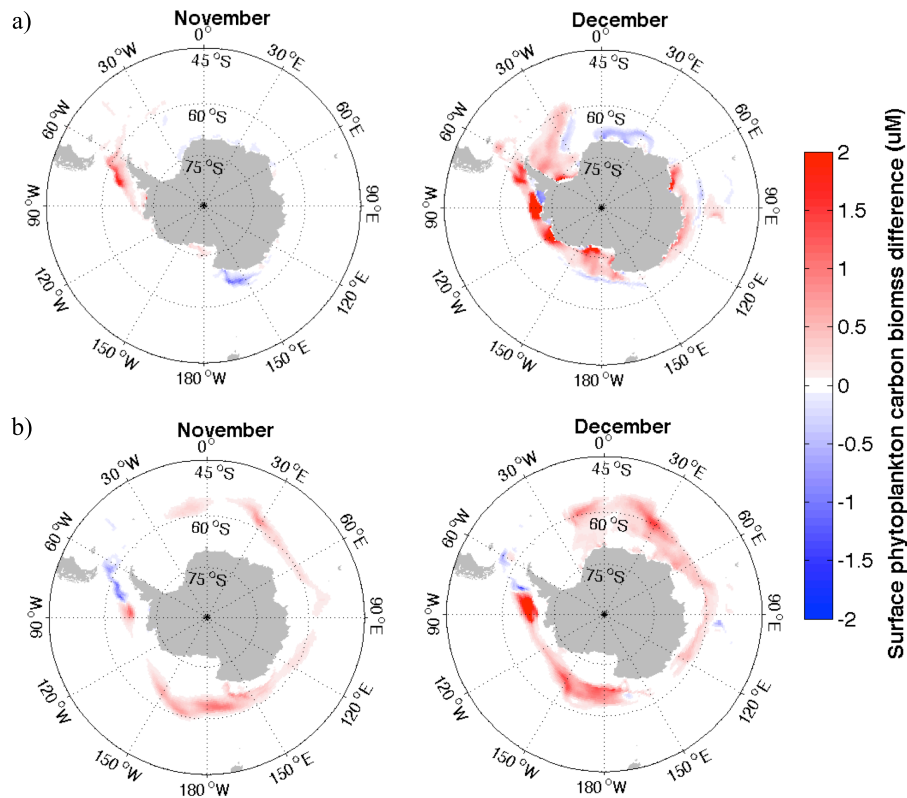 a)
November
0°
45 °S
30 °E
60 °E
90 °E
120 °E
150 °E
180 °W
150 °W
120 °W
90 °W
60 °W
30 °W
60 °S
75 °S
December
0°
45 °S
30 °E
60 °E
90 °E
120 °E
150 °E
180 °W
150 °W
120 °W
90 °W
60 °W
30 °W
60 °S
75 °S
b)
November
0°
45 °S
30 °E
60 °E
90 °E
120 °E
150 °E
180 °W
150 °W
120 °W
90 °W
60 °W
30 °W
60 °S
75 °S
December
0°
45 °S
30 °E
60 °E
90 °E
120 °E
150 °E
180 °W
150 °W
120 °W
90 °W
60 °W
30 °W
60 °S
75 °S
2
1.5
1
0.5
0
-0.5
-1
-1.5
-2
Surface phytoplankton carbon biomss difference (uM)